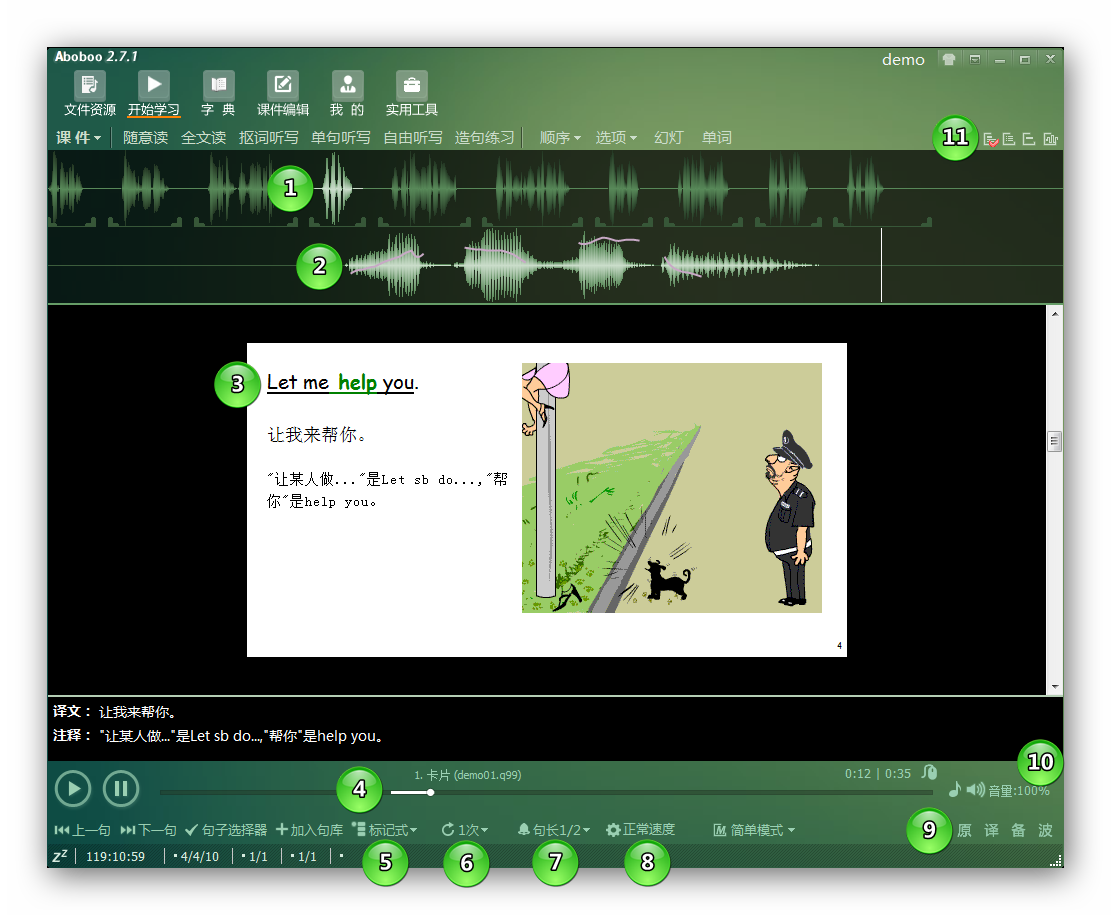 Aboboo 2.7.1
demo
文件资源 开始学习 字 典 课件编辑 我 的 实用工具
课 件 随意读 全文读 抠词听写 单句听写 自由听写 造句练习 顺序 选项 幻灯 单词
11
1
2
3
Let me help you.
让我来帮你。
"让某人做..."是Let sb do...,"帮
你"是help you。
4
译文： 让我来帮你。
注释： "让某人做..."是Let sb do...,"帮你"是help you。
10
1. 卡片 (demo01.q99)
0:12 | 0:35
4
音量:100%
上一句 下一句 句子选择器 加入句库 标记式 1次 句长1/2 正常速度 简单模式
9
原 译 备 波
zz 119:10:59 4/4/10 1/1 1/1
5
6
7
8